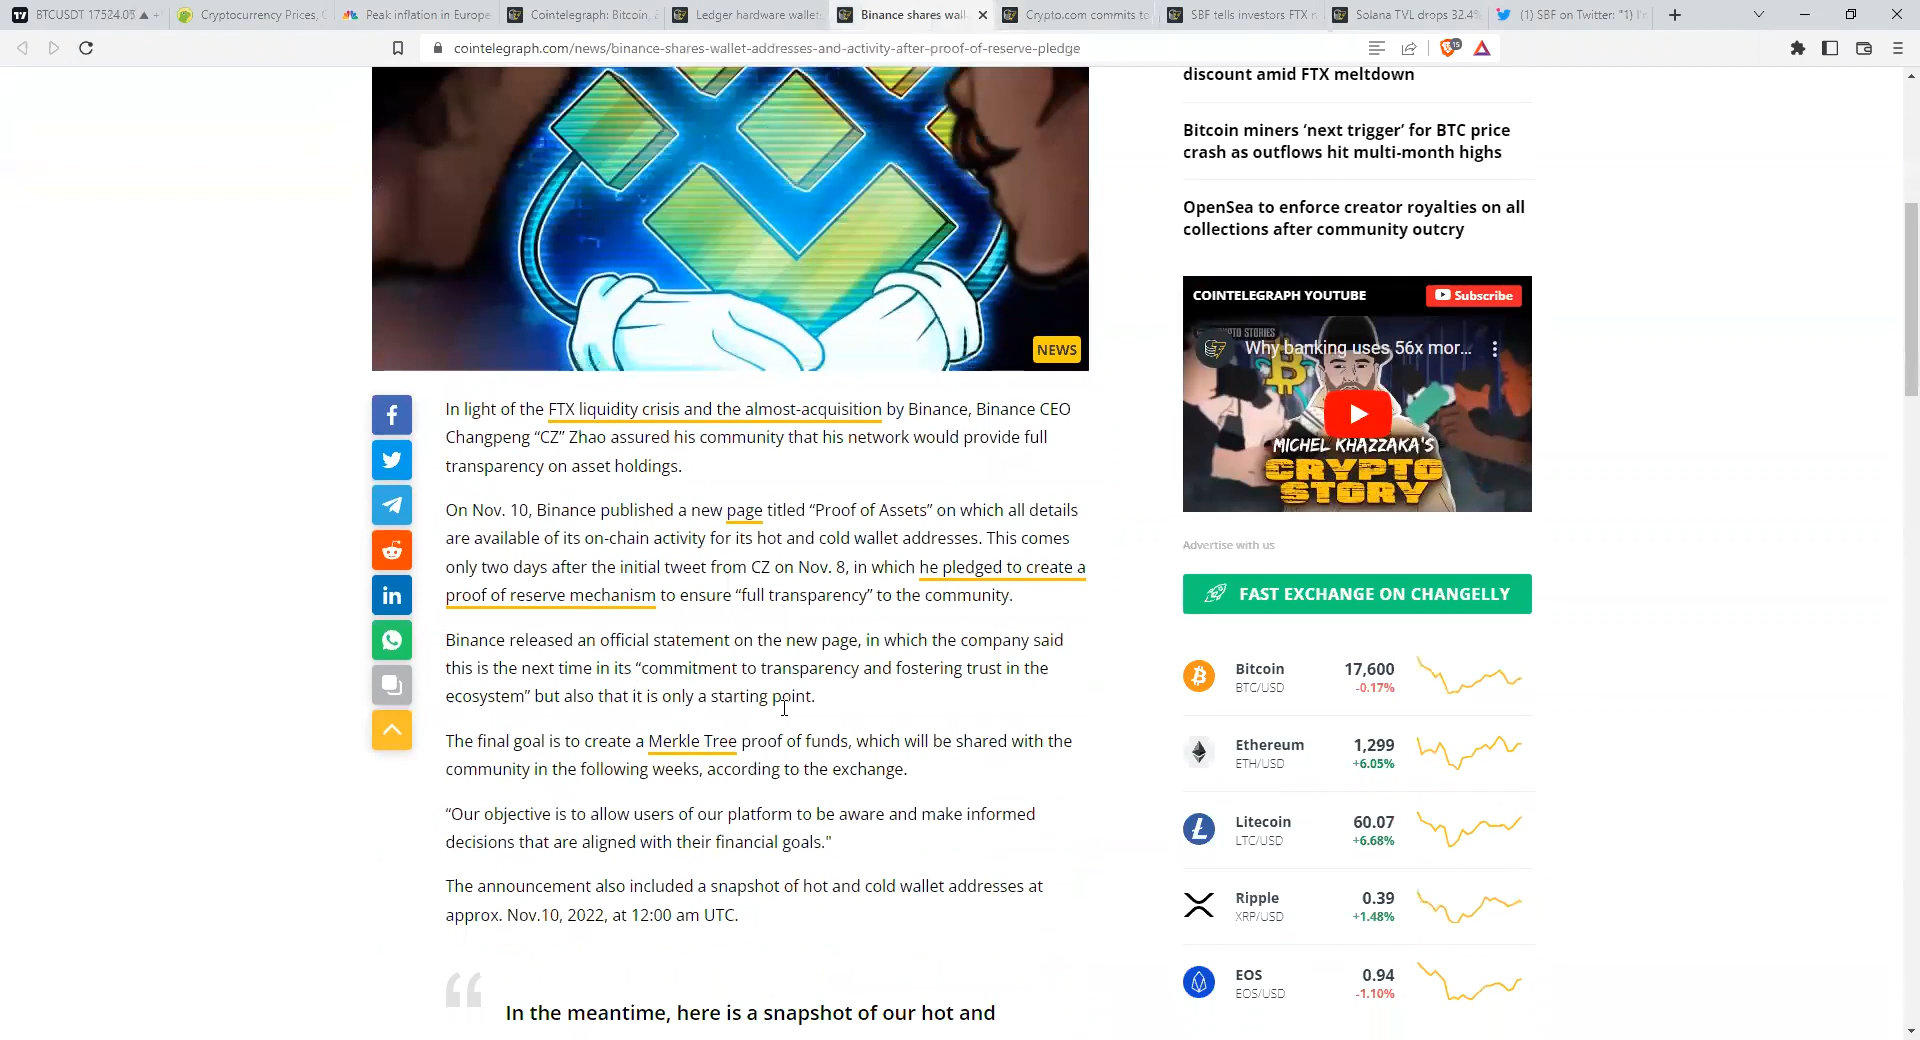 BTCUSDT 17524.05 ▲ +
Cryptocurrency Prices, C
Peak inflation in Europe
Cointelegraph: Bitcoin,
Ledger hardware wallet
Binance shares wall
Crypto.com commits to
SBF tells investors FTX
Solana TVL drops 32.4%
(1) SBF on Twitter: "1) I'
cointelegraph.com/news/binance-shares-wallet-addresses-and-activity-after-proof-of-reserve-pledge
15
discount amid FTX meltdown
Bitcoin miners ‘next trigger’ for BTC price
crash as outflows hit multi-month highs
OpenSea to enforce creator royalties on all
collections after community outcry
NEWS
In light of the FTX liquidity crisis and the almost-acquisition by Binance, Binance CEO
Changpeng “CZ” Zhao assured his community that his network would provide full
transparency on asset holdings.
On Nov. 10, Binance published a new page titled “Proof of Assets” on which all details
are available of its on-chain activity for its hot and cold wallet addresses. This comes
only two days after the initial tweet from CZ on Nov. 8, in which he pledged to create a
proof of reserve mechanism to ensure “full transparency” to the community.
Binance released an official statement on the new page, in which the company said
this is the next time in its “commitment to transparency and fostering trust in the
ecosystem” but also that it is only a starting point.
The final goal is to create a Merkle Tree proof of funds, which will be shared with the
community in the following weeks, according to the exchange.
“Our objective is to allow users of our platform to be aware and make informed
decisions that are aligned with their financial goals."
The announcement also included a snapshot of hot and cold wallet addresses at
approx. Nov.10, 2022, at 12:00 am UTC.
In the meantime, here is a snapshot of our hot and
COINTELEGRAPH YOUTUBE
Subscribe
CRYPTO STORIES
Why banking uses 56x mor...
MICHEL KHAZZAKA'S
CRYPTO
STORY
Advertise with us
FAST EXCHANGE ON CHANGELLY
Bitcoin 17,600
BTC/USD -0.17%
Ethereum 1,299
ETH/USD +6.05%
Litecoin 60.07
LTC/USD +6.68%
Ripple 0.39
XRP/USD +1.48%
EOS 0.94
EOS/USD -1.10%